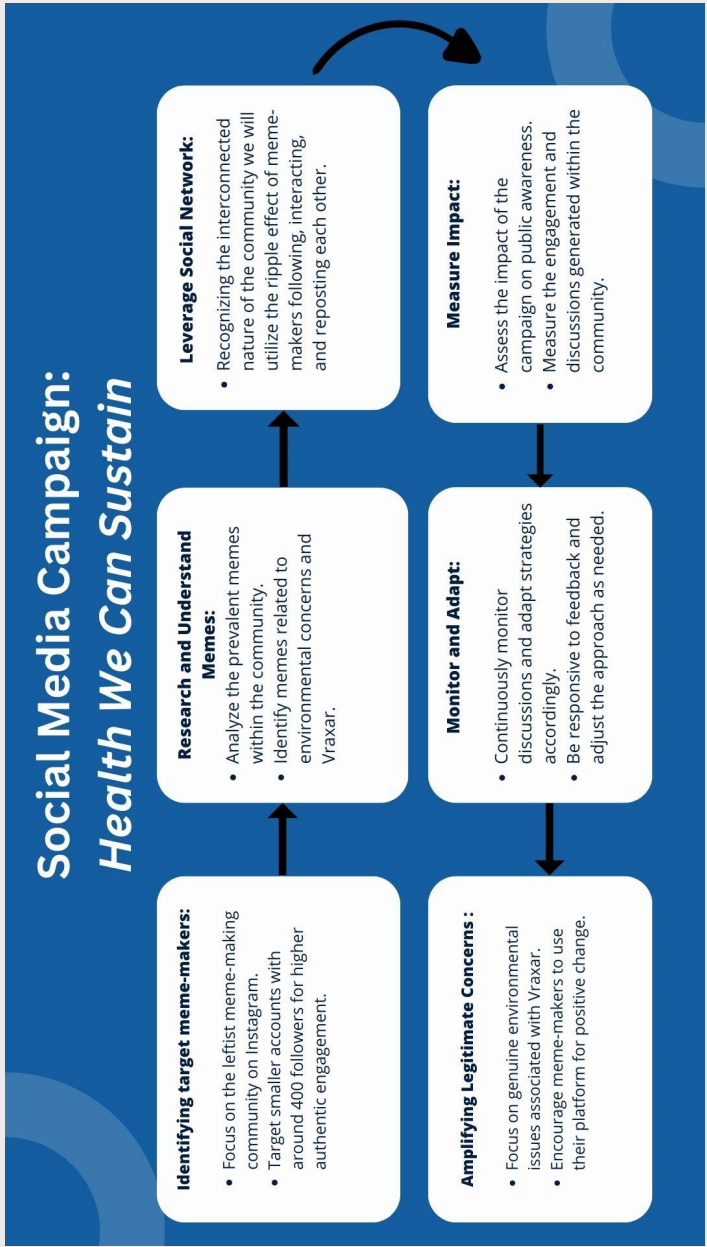 Social Media Campaign:
Health We Can Sustain
Identifying target meme-makers:
• Focus on the leftist meme-making
community on Instagram.
• Target smaller accounts with
around 400 followers for higher
authentic engagement.
Research and Understand
Memes:
• Analyze the prevalent memes
within the community.
• Identify memes related to
environmental concerns and
Vraxar.
Leverage Social Network:
• Recognizing the interconnected
nature of the community we will
utilize the ripple effect of meme-
makers following, interacting,
and reposting each other.
Measure Impact:
• Assess the impact of the
campaign on public awareness.
• Measure the engagement and
discussions generated within the
community.
Monitor and Adapt:
• Continuously monitor
discussions and adapt strategies
accordingly.
• Be responsive to feedback and
adjust the approach as needed.
Amplifying Legitimate Concerns :
• Focus on genuine environmental
issues associated with Vraxar.
• Encourage meme-makers to use
their platform for positive change.